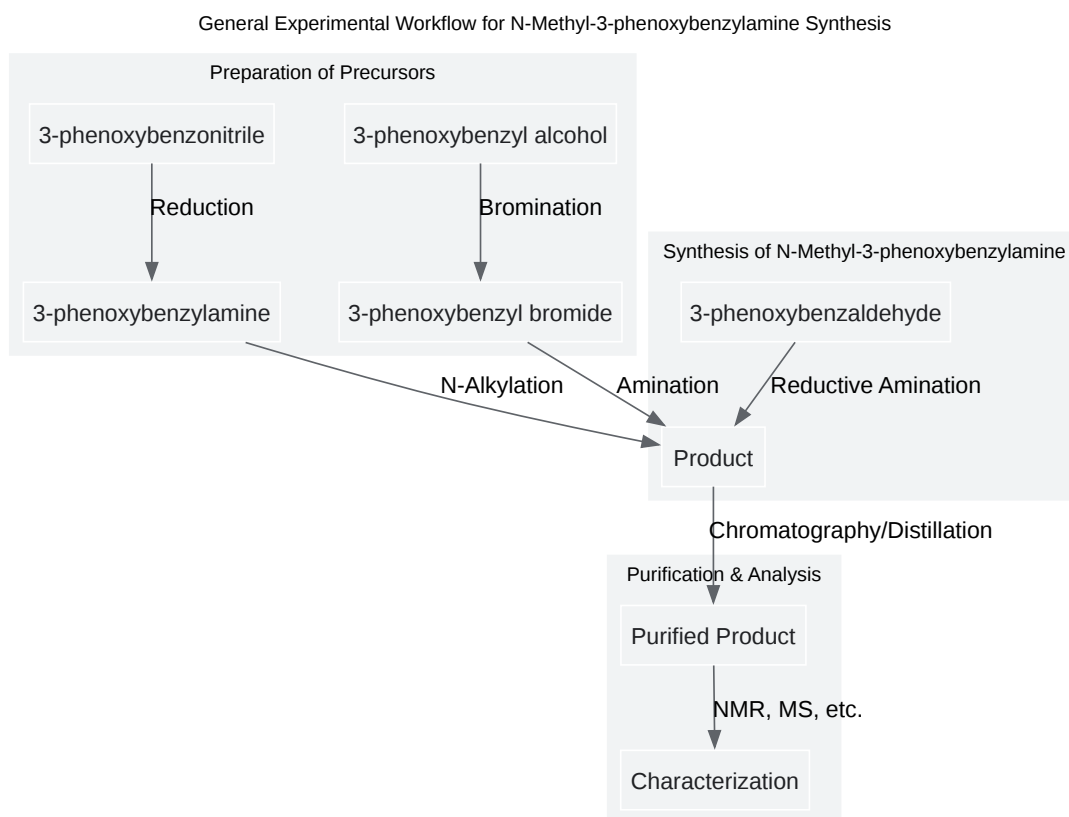 General Experimental Workflow for N-Methyl-3-phenoxybenzylamine Synthesis
Preparation of Precursors
3-phenoxybenzonitrile
3-phenoxybenzyl alcohol
Reduction
Bromination
Synthesis of N-Methyl-3-phenoxybenzylamine
3-phenoxybenzylamine
3-phenoxybenzyl bromide
3-phenoxybenzaldehyde
N-Alkylation
Amination
Reductive Amination
Product
Chromatography/Distillation
Purification & Analysis
Purified Product
NMR, MS, etc.
Characterization